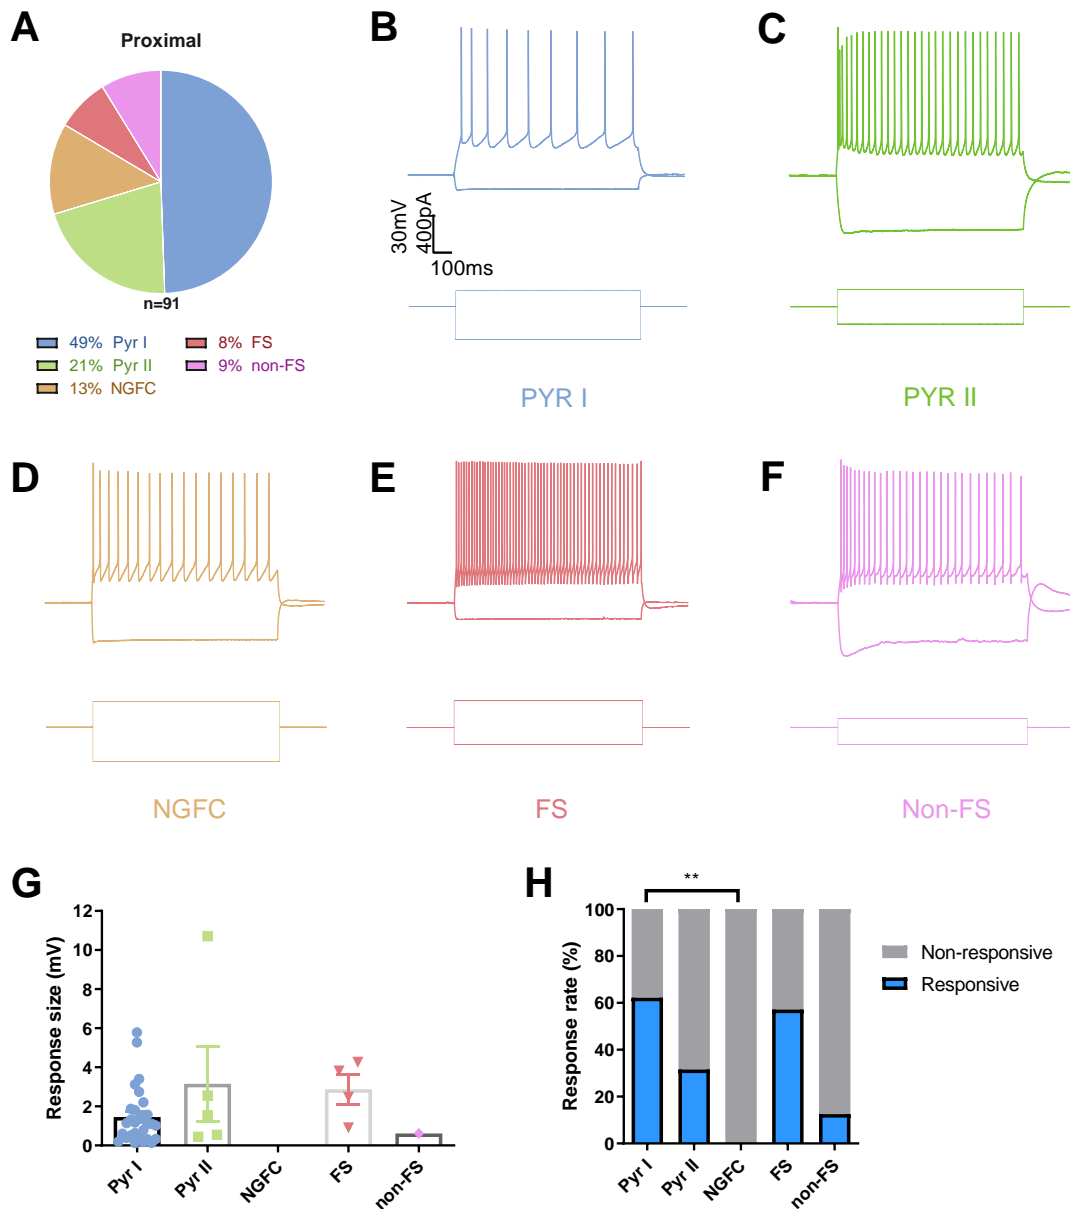 A
Proximal
n=91
49% Pyr I
8% FS
21% Pyr II
9% non-FS
13% NGFC
B
30mV
400pA
100ms
PYR I
C
PYR II
D
NGFC
E
FS
F
Non-FS
G
Response size (mV)
12
10
8
6
4
2
0
Pyr I
Pyr II
NGFC
FS
non-FS
H
**
Response rate (%)
100
80
60
40
20
0
Pyr I
Pyr II
NGFC
FS
non-FS
Non-responsive
Responsive